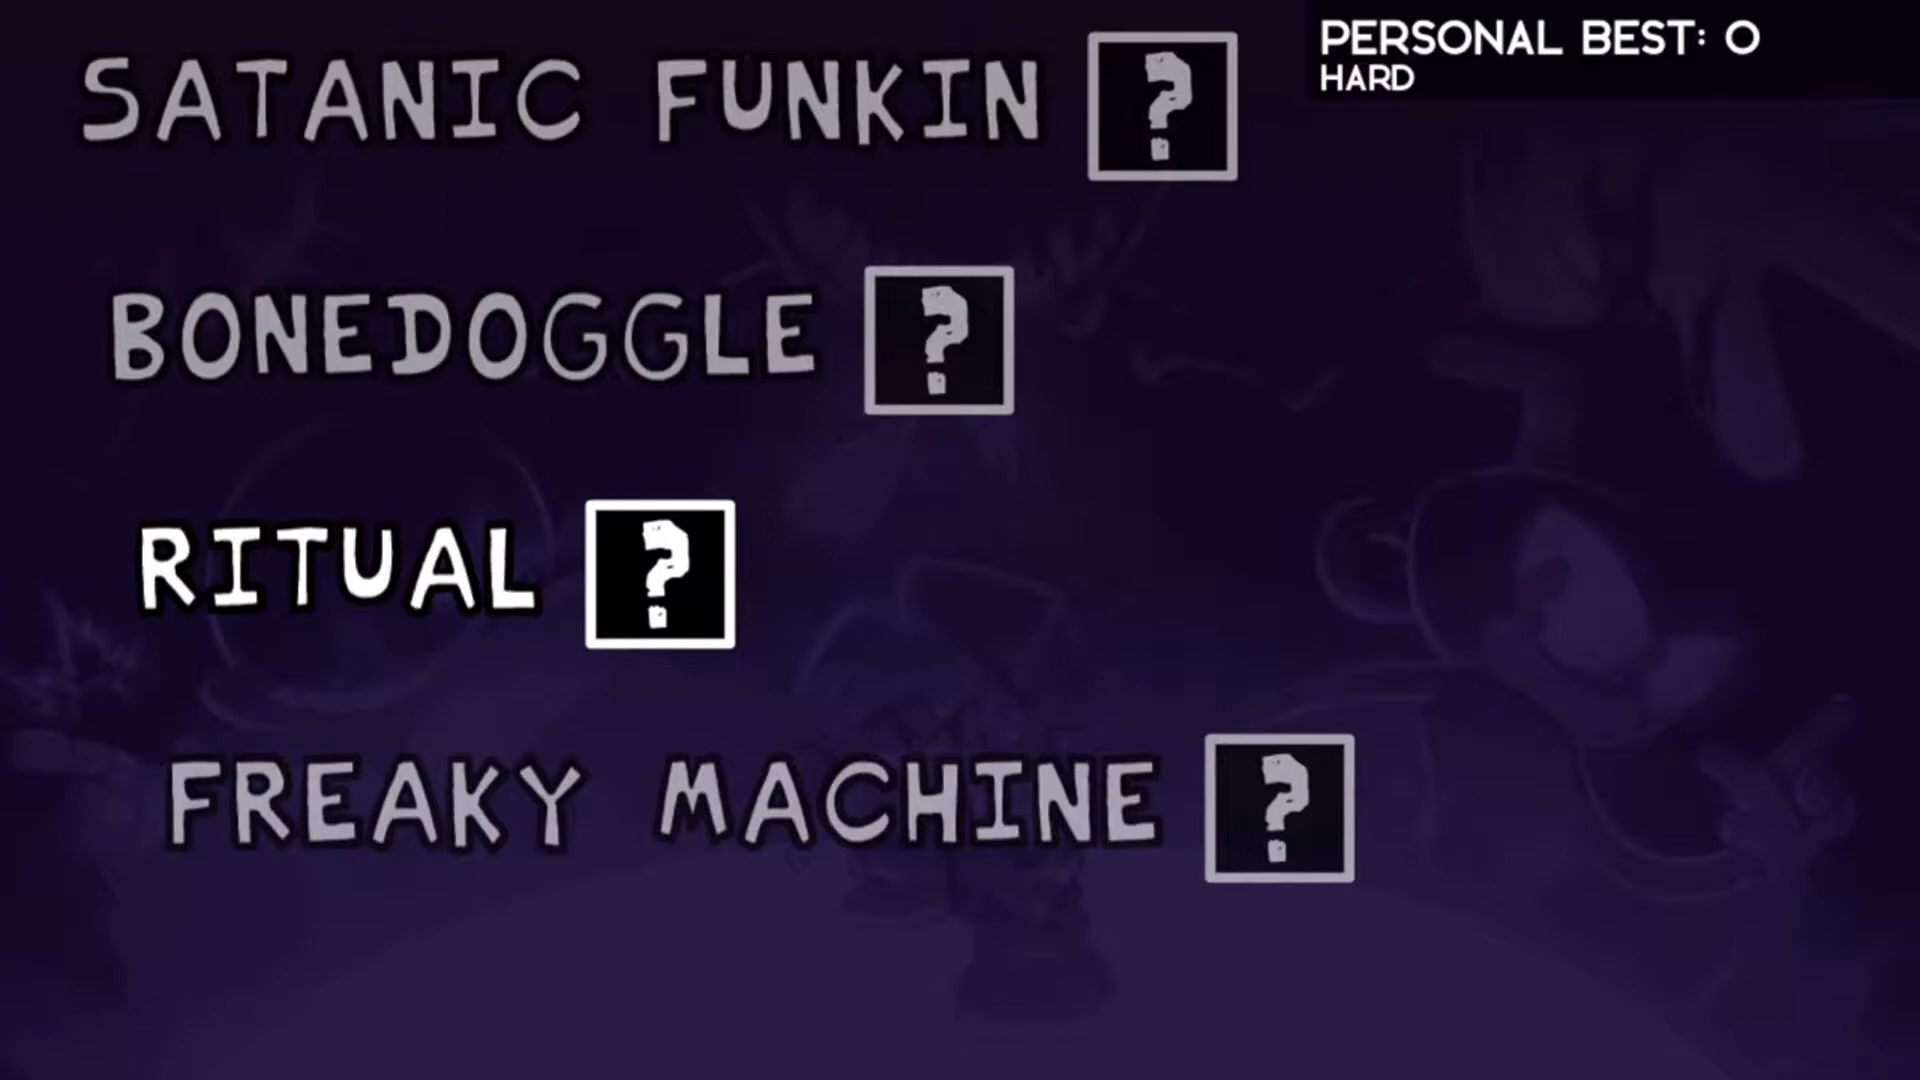 SATANIC FUNKIN ?
PERSONAL BEST: 0
HARD
BONEDOGGLE ?
RITUAL ?
FREAKY MACHINE ?